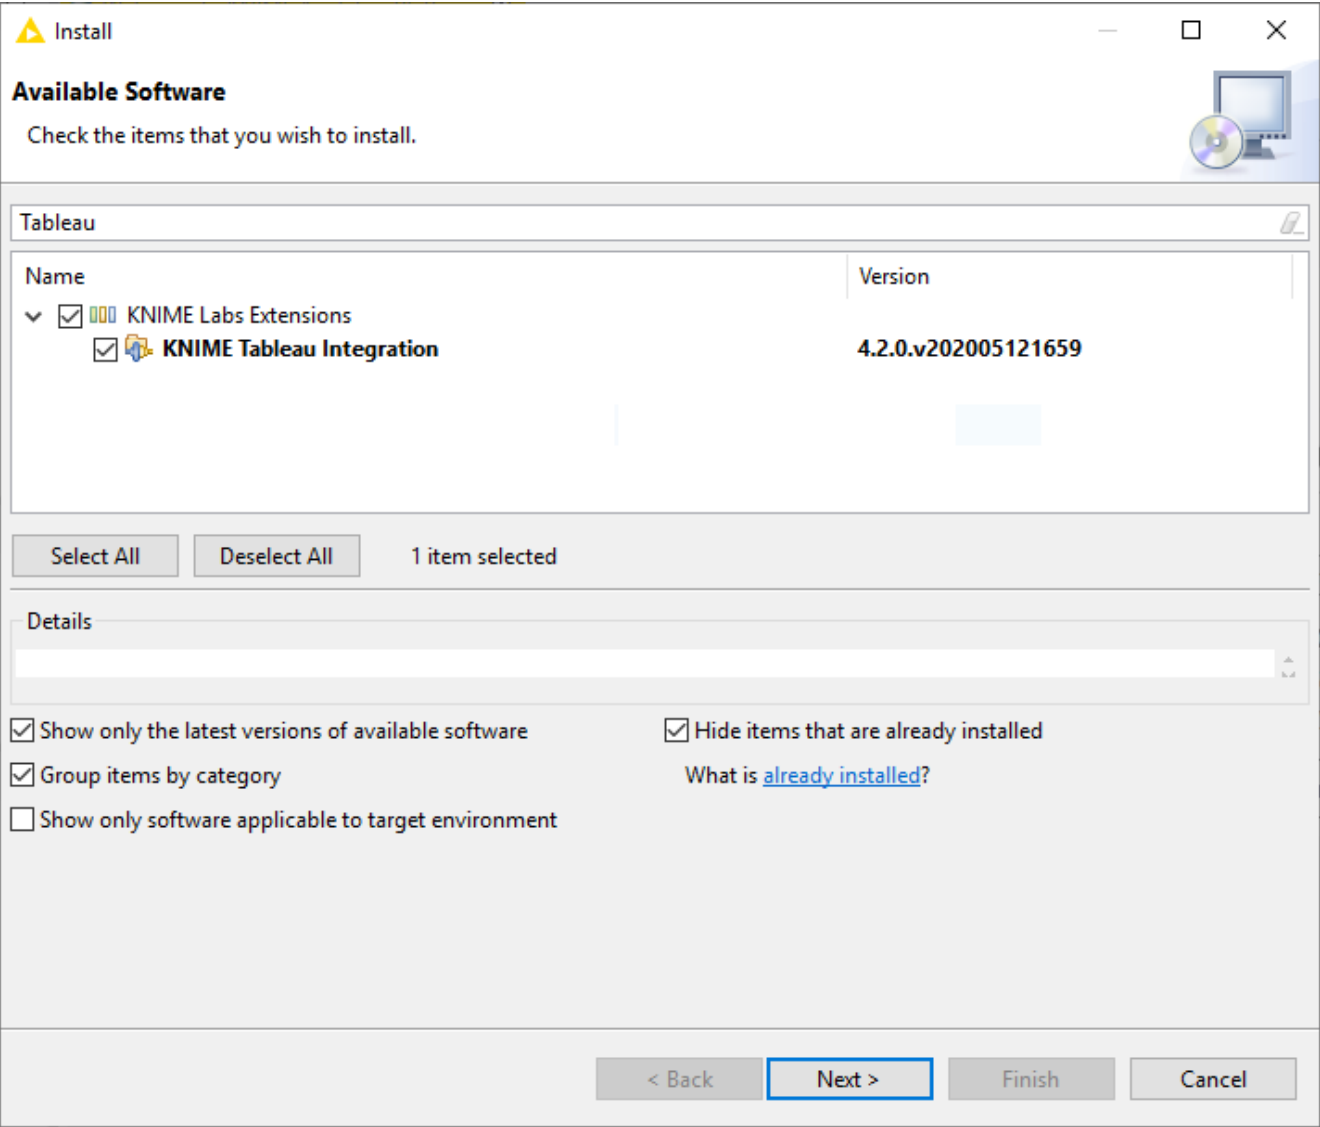 Install
Available Software
Check the items that you wish to install.
Tableau
Name Version
KNIME Labs Extensions
KNIME Tableau Integration 4.2.0.v202005121659
Select All Deselect All 1 item selected
Details
Show only the latest versions of available software Hide items that are already installed
Group items by category What is already installed?
Show only software applicable to target environment
< Back Next > Finish Cancel